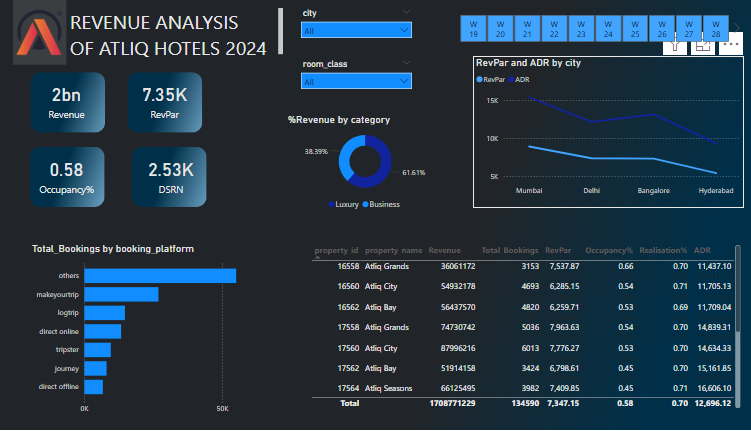 REVENUE ANALYSIS
OF ATLIQ HOTELS 2024
city
All
room_class
All
W 19 W 20 W 21 W 22 W 23 W 24 W 25 W 26 W 27 W 28
2bn
Revenue
7.35K
RevPar
0.58
Occupancy%
2.53K
DSRN
%Revenue by category
38.39%
61.61%
Luxury Business
RevPar and ADR by city
RevPar ADR
15K
10K
5K
Mumbai Delhi Bangalore Hyderabad
Total_Bookings by booking_platform
others
makeyourtrip
logtrip
direct online
tripster
journey
direct offline
0K 50K
property_id property_name Revenue Total Bookings RevPar Occupancy% Realisation% ADR
16558 Atliq Grands 36061172 3153 7,537.87 0.66 0.70 11,437.10
16560 Atliq City 54932178 4693 6,285.15 0.54 0.71 11,705.13
16562 Atliq Bay 56437570 4820 6,259.71 0.53 0.69 11,709.04
17558 Atliq Grands 74730742 5036 7,963.63 0.54 0.70 14,839.31
17560 Atliq City 87996216 6013 7,776.27 0.53 0.70 14,634.33
17562 Atliq Bay 51914158 3424 6,798.61 0.45 0.71 15,161.85
17564 Atliq Seasons 66125495 3982 7,409.85 0.45 0.71 16,606.10
Total 1708771229 134590 7,347.15 0.58 0.70 12,696.12